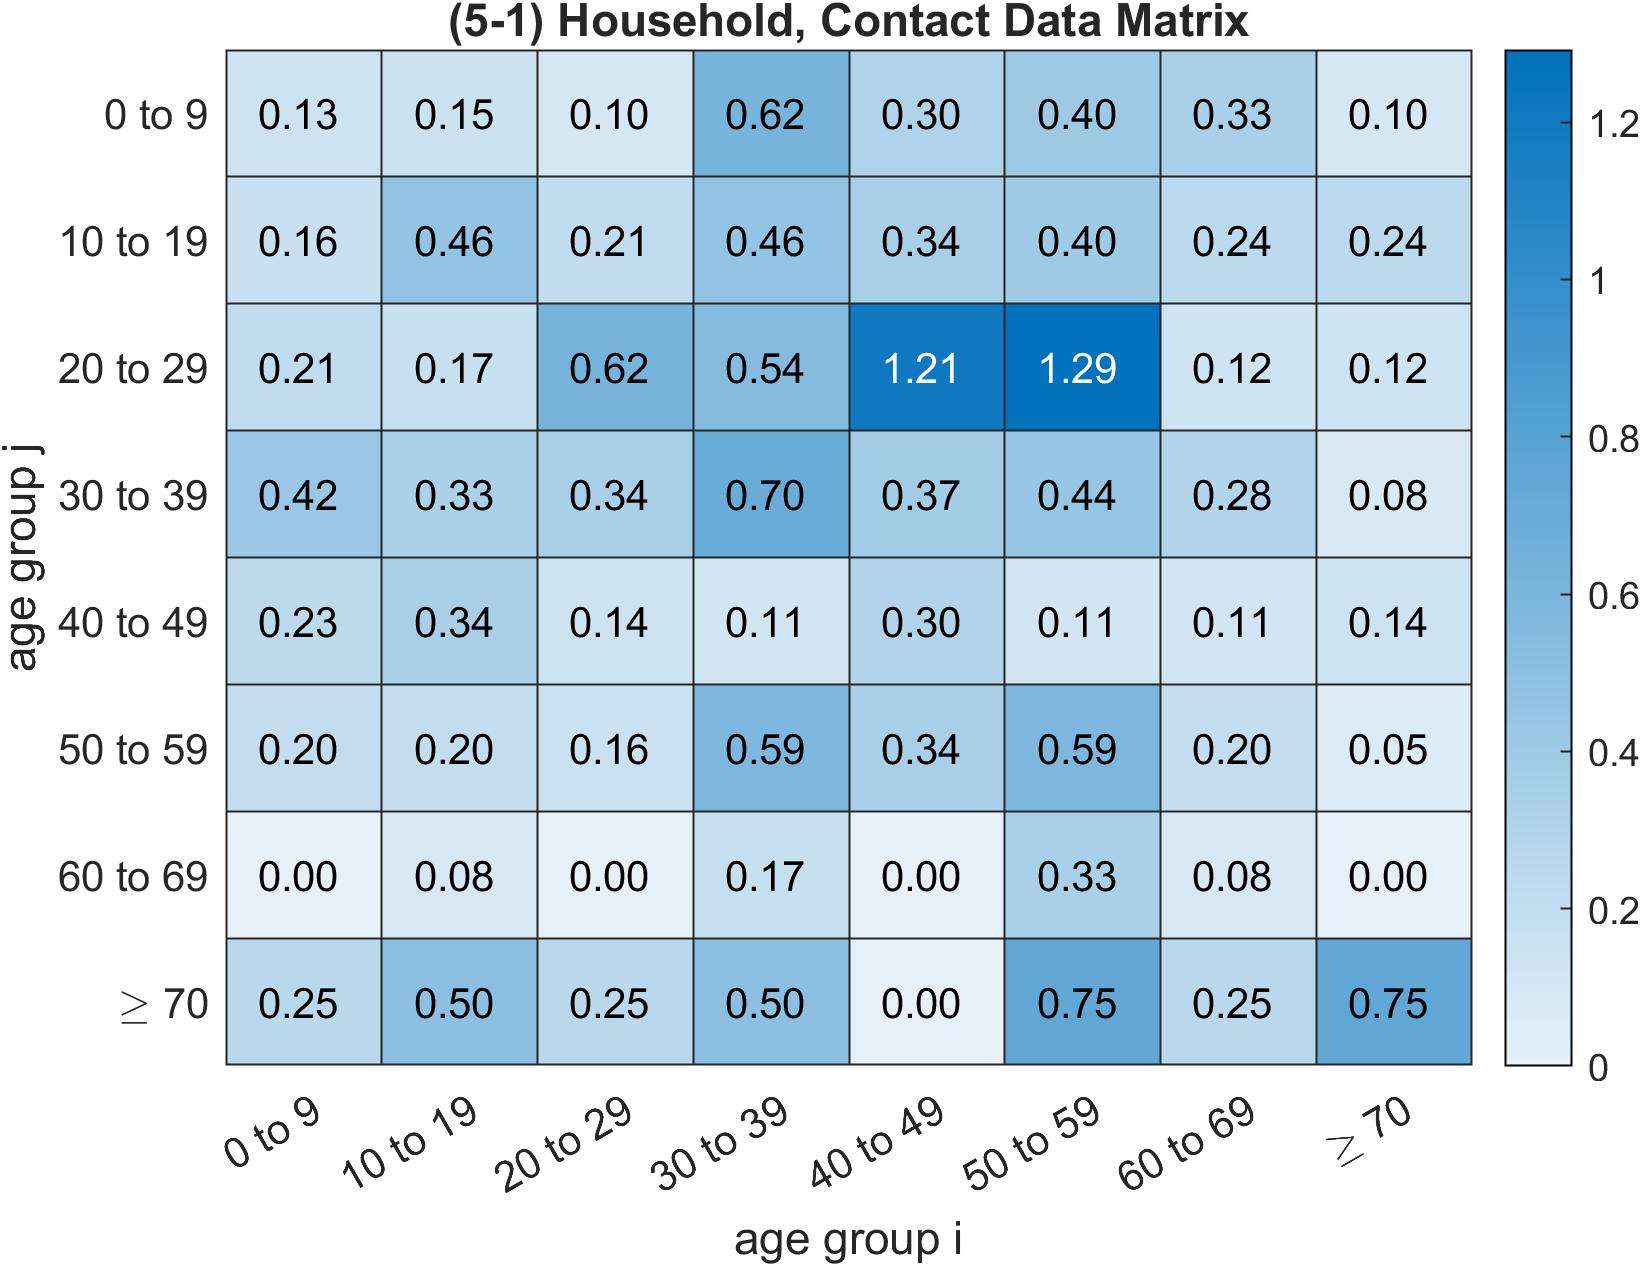 (5-1) Household, Contact Data Matrix
0 to 9 0.13 0.15 0.10 0.62 0.30 0.40 0.33 0.10
10 to 19 0.16 0.46 0.21 0.46 0.34 0.40 0.24 0.24
20 to 29 0.21 0.17 0.62 0.54 1.21 1.29 0.12 0.12
30 to 39 0.42 0.33 0.34 0.70 0.37 0.44 0.28 0.08
40 to 49 0.23 0.34 0.14 0.11 0.30 0.11 0.11 0.14
50 to 59 0.20 0.20 0.16 0.59 0.34 0.59 0.20 0.05
60 to 69 0.00 0.08 0.00 0.17 0.00 0.33 0.08 0.00
≥ 70 0.25 0.50 0.25 0.50 0.00 0.75 0.25 0.75
age group j
0 to 9 10 to 19 20 to 29 30 to 39 40 to 49 50 to 59 60 to 69 ≥ 70
age group i
1.2
1
0.8
0.6
0.4
0.2
0